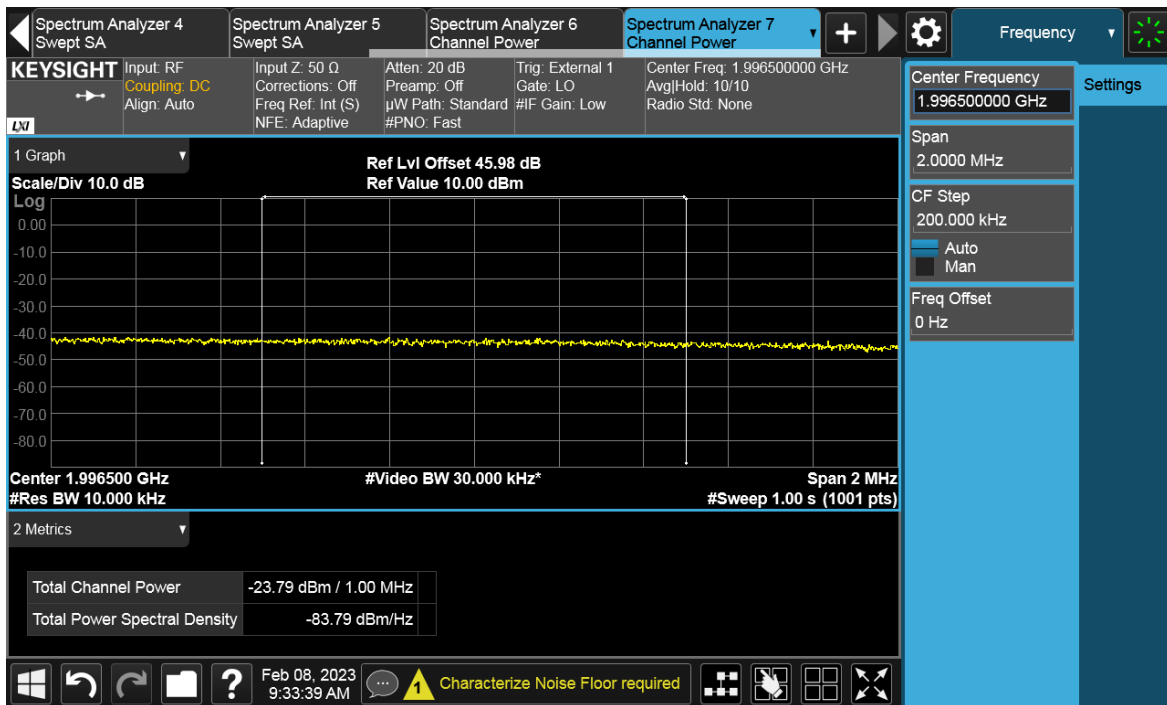 Spectrum Analyzer 4
Swept SA
Spectrum Analyzer 5
Swept SA
Spectrum Analyzer 6
Channel Power
Spectrum Analyzer 7
Channel Power
Frequency
KEYSIGHT
LXI
Input: RF
Coupling: DC
Align: Auto
Input Z: 50 Ω
Corrections: Off
Freq Ref: Int (S)
NFE: Adaptive
Atten: 20 dB
Preamp: Off
µW Path: Standard
#PNO: Fast
Trig: External 1
Gate: LO
#IF Gain: Low
Center Freq: 1.996500000 GHz
Avg|Hold: 10/10
Radio Std: None
Center Frequency
1.996500000 GHz
Settings
Span
2.0000 MHz
CF Step
200.000 kHz
Auto
Man
Freq Offset
0 Hz
1 Graph
Scale/Div 10.0 dB
Ref Lvl Offset 45.98 dB
Ref Value 10.00 dBm
Log
0.00
-10.0
-20.0
-30.0
-40.0
-50.0
-60.0
-70.0
-80.0
Center 1.996500 GHz
#Video BW 30.000 kHz*
Span 2 MHz
#Res BW 10.000 kHz
#Sweep 1.00 s (1001 pts)
2 Metrics
Total Channel Power -23.79 dBm / 1.00 MHz
Total Power Spectral Density -83.79 dBm/Hz
?
Feb 08, 2023
9:33:39 AM
1
Characterize Noise Floor required